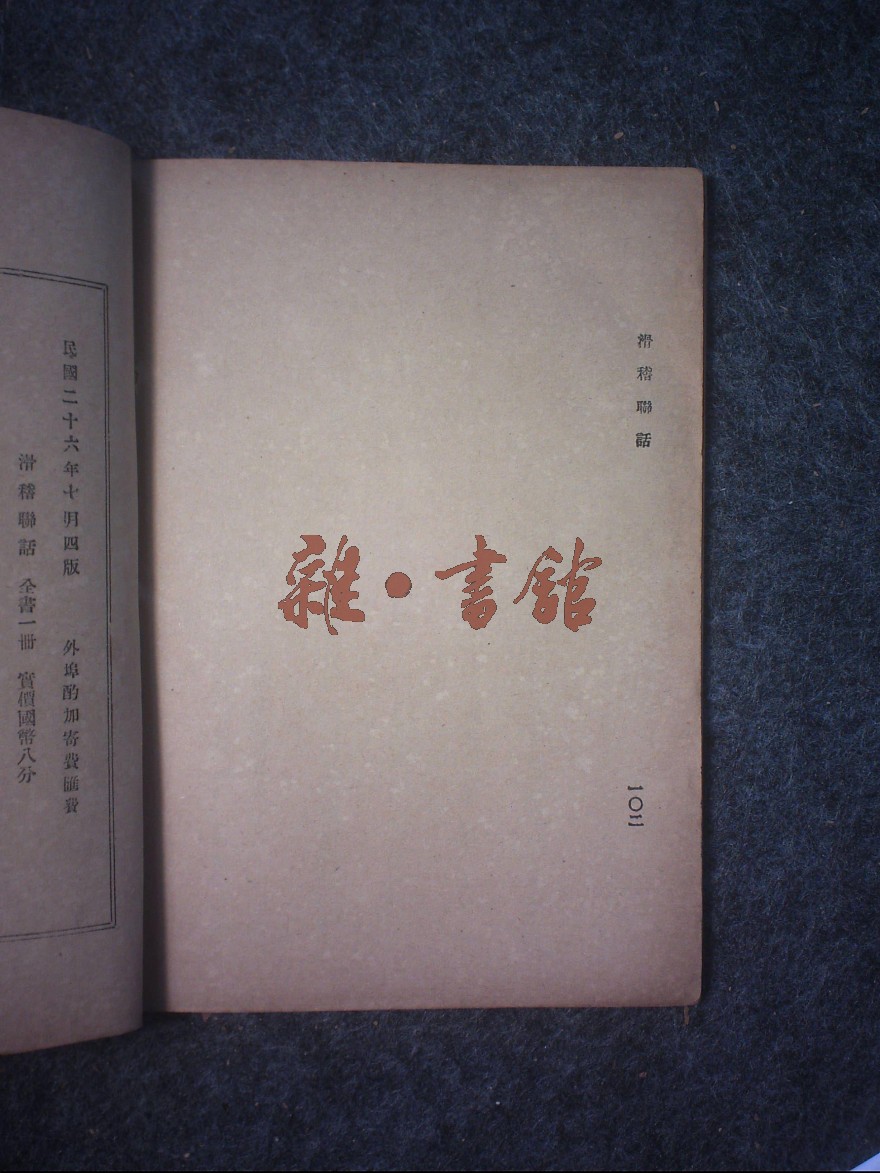 滑稽聯話
一〇二
雜·書館
民國二十六年十月四版 外埠酌加寄費匯費
滑稽聯話 全書一冊 實價國幣八分